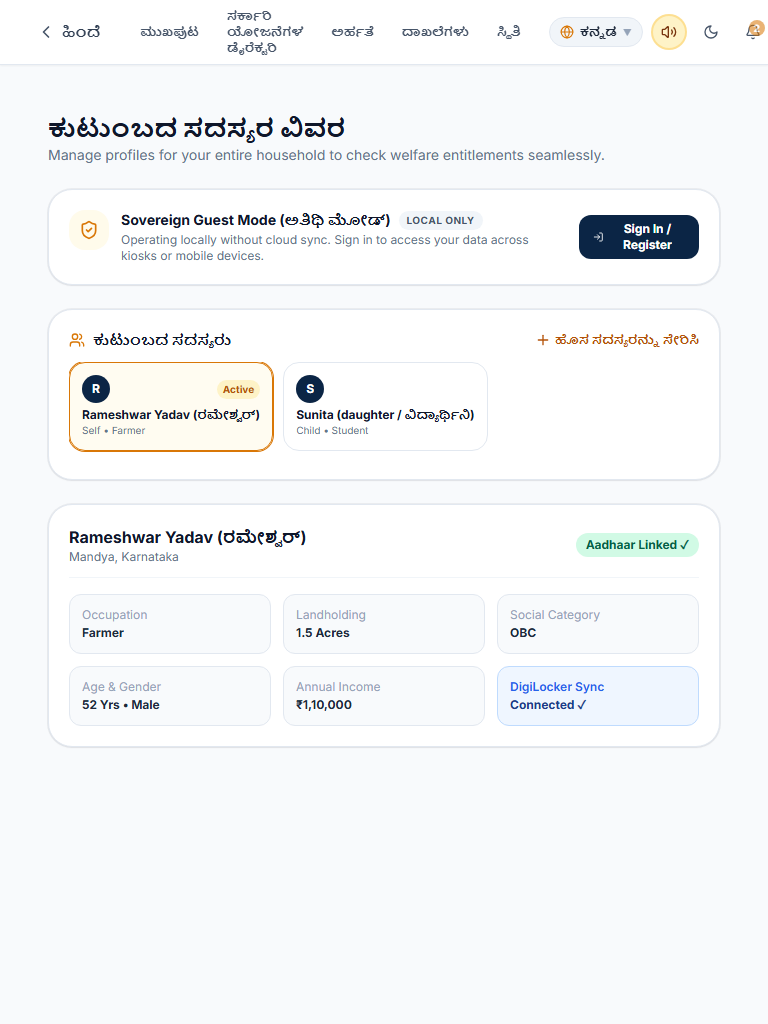 ಹಿಂದೆ
ಮುಖಪುಟ
ಸರ್ಕಾರಿ
ಯೋಜನೆಗಳ
ಡೈರೆಕ್ಟರಿ
ಅರ್ಹತೆ
ದಾಖಲೆಗಳು
ಸ್ಥಿತಿ
ಕನ್ನಡ ▼
ಕುಟುಂಬದ ಸದಸ್ಯರ ವಿವರ
Manage profiles for your entire household to check welfare entitlements seamlessly.
Sovereign Guest Mode (ಅತಿಥಿ ಮೋಡ್) LOCAL ONLY
Operating locally without cloud sync. Sign in to access your data across
kiosks or mobile devices.
Sign In /
Register
ಕುಟುಂಬದ ಸದಸ್ಯರು
+ ಹೊಸ ಸದಸ್ಯರನ್ನು ಸೇರಿಸಿ
R
Active
Rameshwar Yadav (ರಮೇಶ್ವರ್)
Self • Farmer
S
Sunita (daughter / ವಿದ್ಯಾರ್ಥಿನಿ)
Child • Student
Rameshwar Yadav (ರಮೇಶ್ವರ್)
Mandya, Karnataka
Aadhaar Linked ✓
Occupation
Farmer
Landholding
1.5 Acres
Social Category
OBC
Age & Gender
52 Yrs • Male
Annual Income
₹1,10,000
DigiLocker Sync
Connected ✓